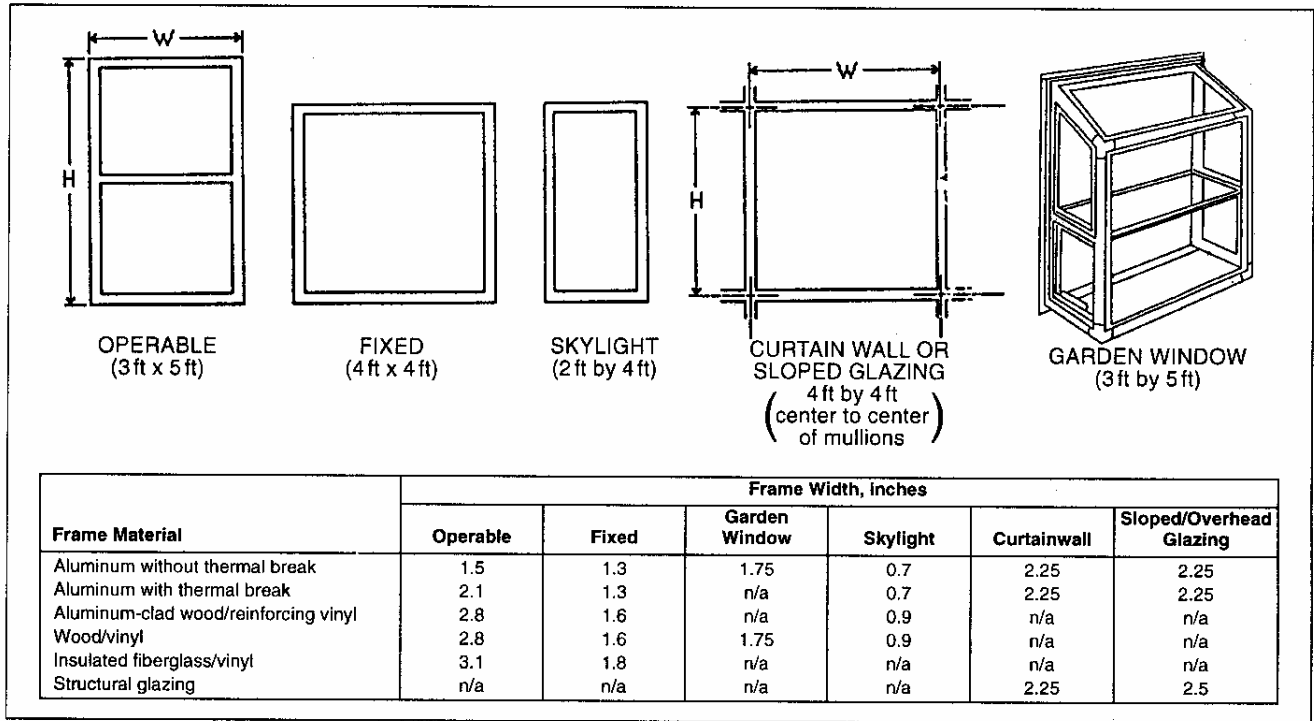 W
H
OPERABLE
(3 ft x 5 ft)
FIXED
(4 ft x 4 ft)
SKYLIGHT
(2 ft by 4 ft)
W
H
CURTAIN WALL OR
SLOPED GLAZING
( 4 ft by 4 ft
center to center
of mullions )
GARDEN WINDOW
(3 ft by 5 ft)
Frame Width, inches
Frame Material Operable Fixed Garden Window Skylight Curtainwall Sloped/Overhead Glazing
Aluminum without thermal break 1.5 1.3 1.75 0.7 2.25 2.25
Aluminum with thermal break 2.1 1.3 n/a 0.7 2.25 2.25
Aluminum-clad wood/reinforcing vinyl 2.8 1.6 n/a 0.9 n/a n/a
Wood/vinyl 2.8 1.6 1.75 0.9 n/a n/a
Insulated fiberglass/vinyl 3.1 1.8 n/a n/a n/a n/a
Structural glazing n/a n/a n/a n/a 2.25 2.5